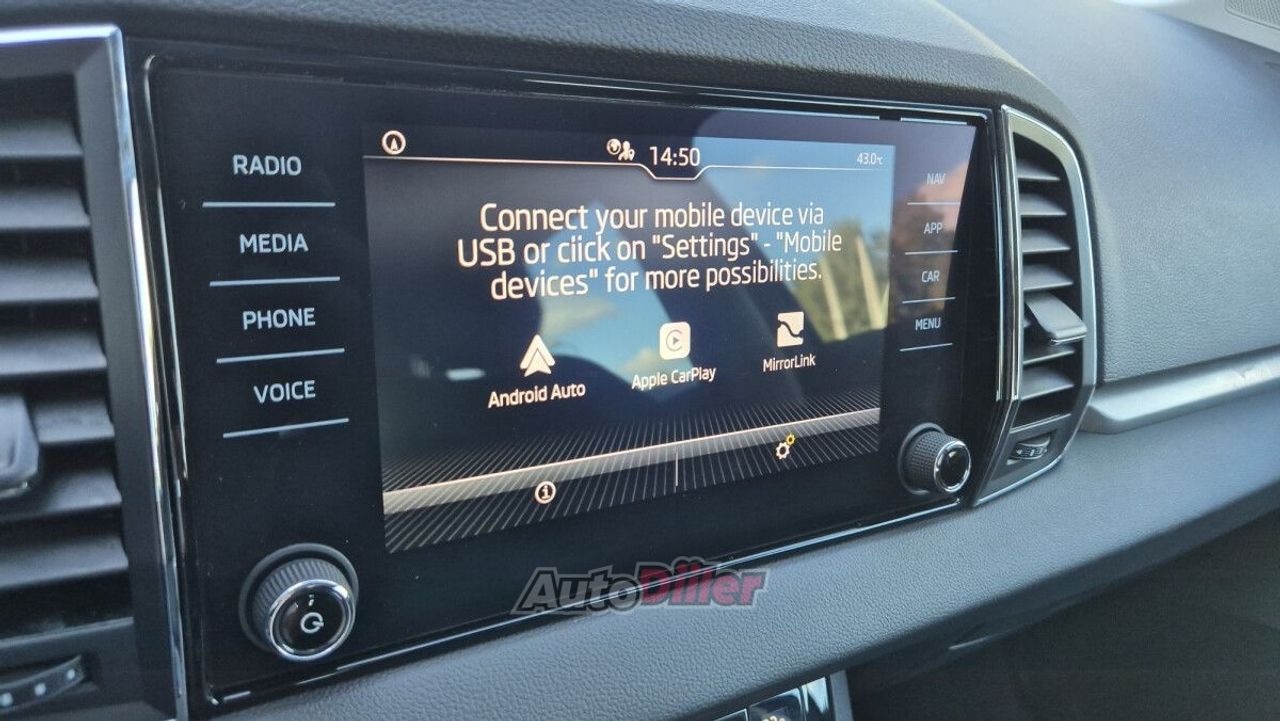 14:50
43.0°C
RADIO
MEDIA
PHONE
VOICE
Connect your mobile device via
USB or click on "Settings" - "Mobile
devices" for more possibilities.
Android Auto
Apple CarPlay
MirrorLink
NAV
APP
CAR
MENU
AutoDiller